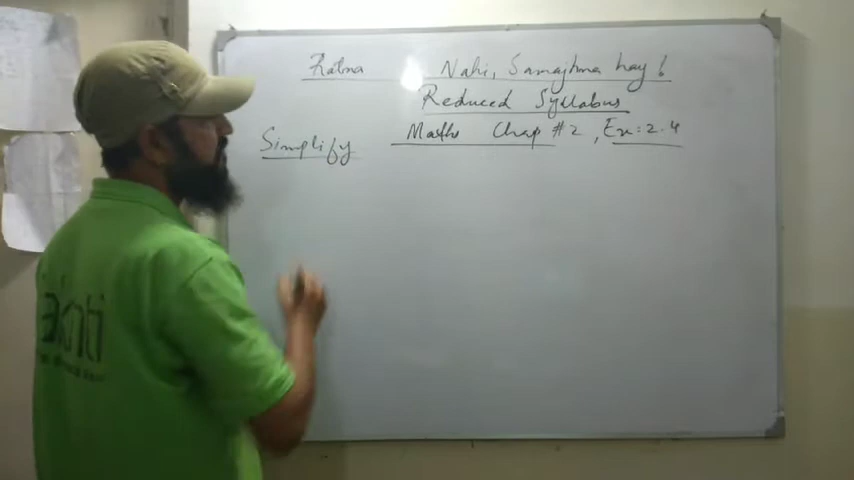 Ratna Nahi, Samajhna hay!
Reduced Syllabus
Maths Chap #2, Ex: 2.4
Simplify